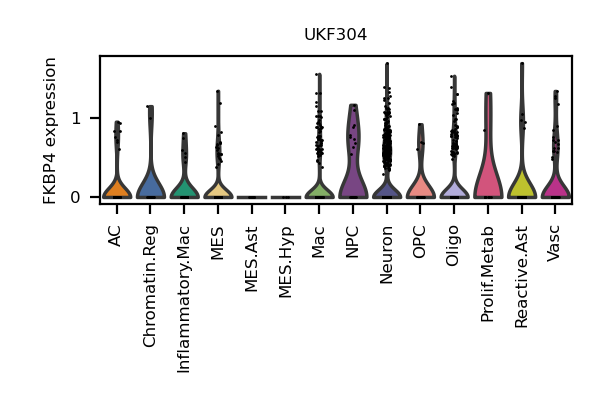 UKF304
FKBP4 expression
1
0
AC
Chromatin.Reg
Inflammatory.Mac
MES
MES.Ast
MES.Hyp
Mac
NPC
Neuron
OPC
Oligo
Prolif.Metab
Reactive.Ast
Vasc